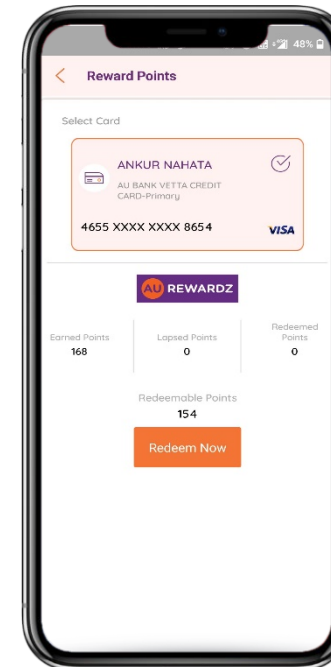 48%
Reward Points
Select Card
ANKUR NAHATA
AU BANK VETTA CREDIT
CARD-Primary
4655 XXXX XXXX 8654
VISA
AU REWARDZ
Earned Points
168
Lapsed Points
0
Redeemed
Points
0
Redeemable Points
154
Redeem Now